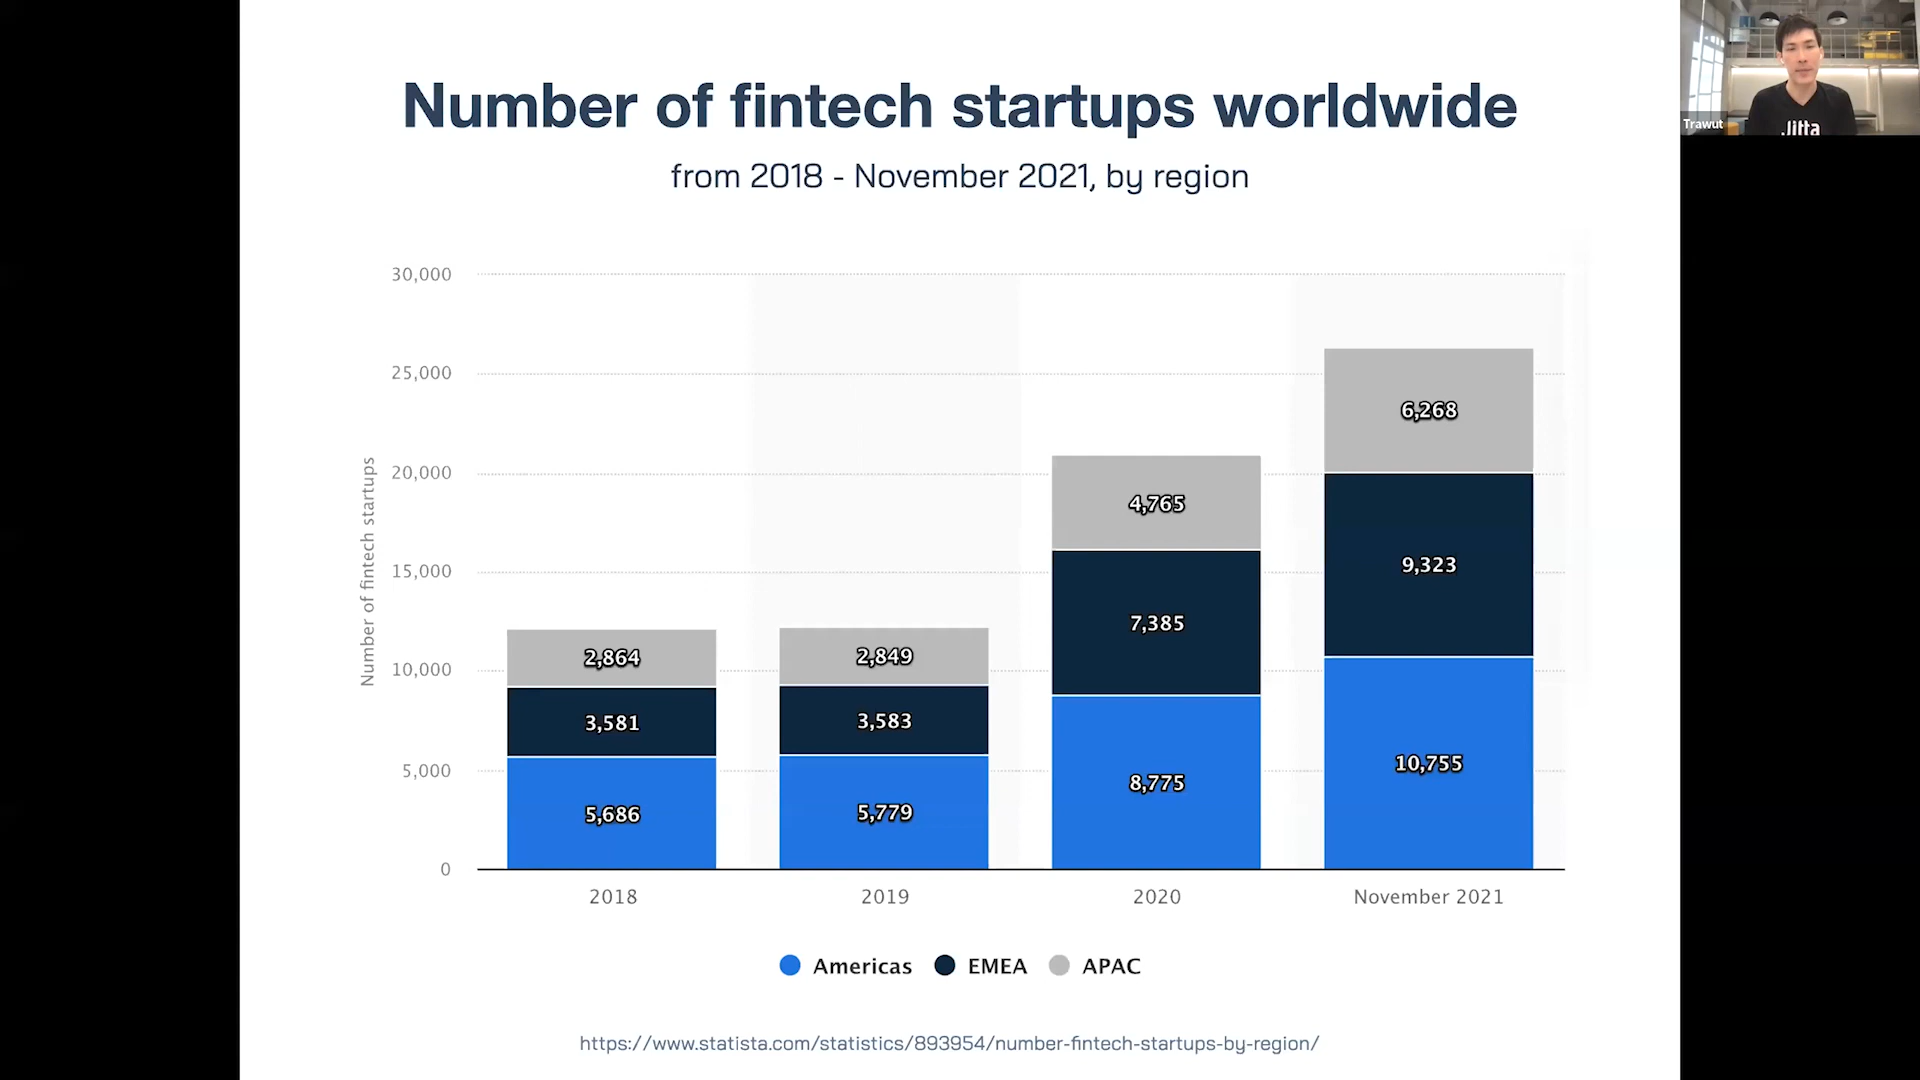 Number of fintech startups worldwide
from 2018 - November 2021, by region
Trawut
Jitta
Number of fintech startups
30,000
25,000
20,000
15,000
10,000
5,000
0
2,864
3,581
5,686
2,849
3,583
5,779
4,765
7,385
8,775
6,268
9,323
10,755
2018
2019
2020
November 2021
Americas
EMEA
APAC
https://www.statista.com/statistics/893954/number-fintech-startups-by-region/